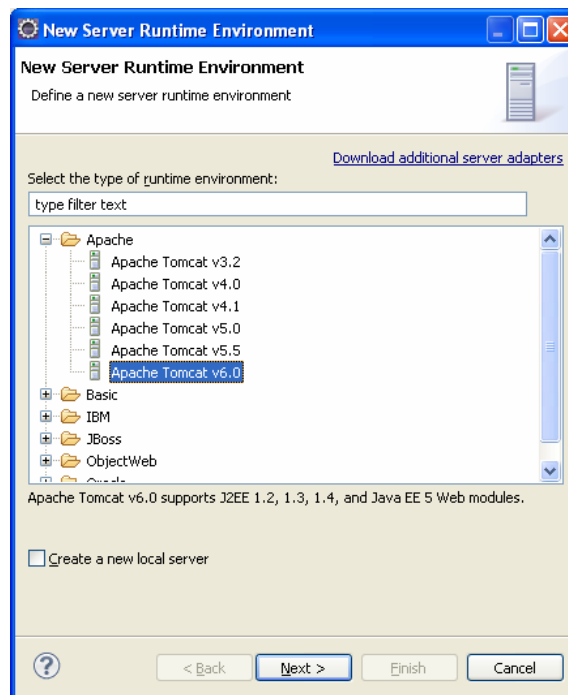 New Server Runtime Environment
New Server Runtime Environment
Define a new server runtime environment
Download additional server adapters
Select the type of runtime environment:
type filter text
Apache
Apache Tomcat v3.2
Apache Tomcat v4.0
Apache Tomcat v4.1
Apache Tomcat v5.0
Apache Tomcat v5.5
Apache Tomcat v6.0
Basic
IBM
JBoss
ObjectWeb
Apache Tomcat v6.0 supports J2EE 1.2, 1.3, 1.4, and Java EE 5 Web modules.
Create a new local server
? < Back Next > Finish Cancel